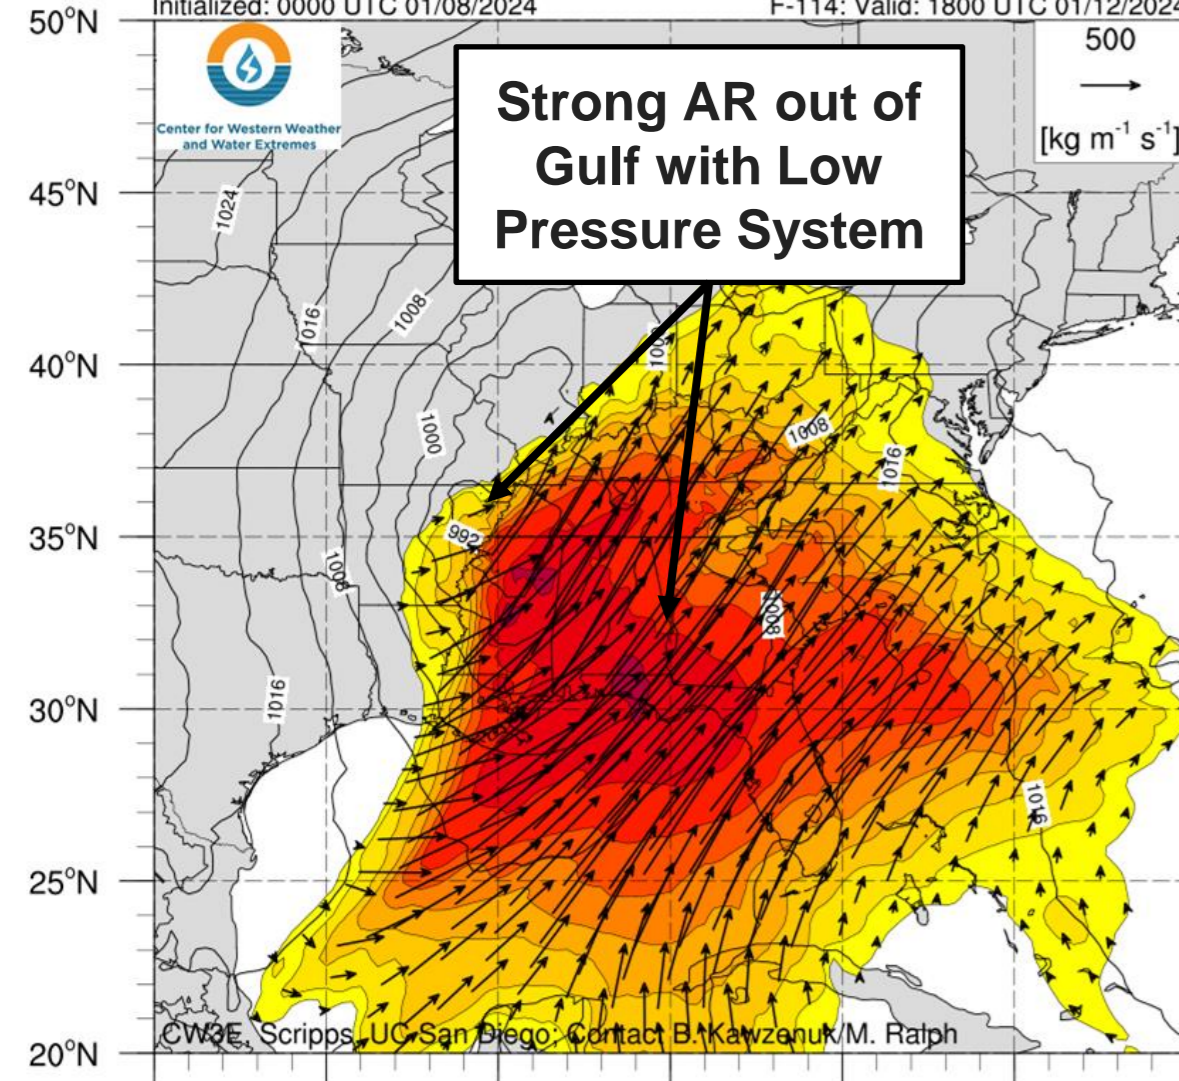 Initialized: 0000 UTC 01/08/2024
F-114: Valid: 1800 UTC 01/12/2024
50°N
45°N
40°N
35°N
30°N
25°N
20°N
Center for Western Weather
and Water Extremes
Strong AR out of
Gulf with Low
Pressure System
500
[kg m⁻¹ s⁻¹]
1024
1016
1008
1000
1008
1016
992
1008
1008
1016
1016
CW3E, Scripps, UC San Diego; Contact B. Kawzenuk/M. Ralph